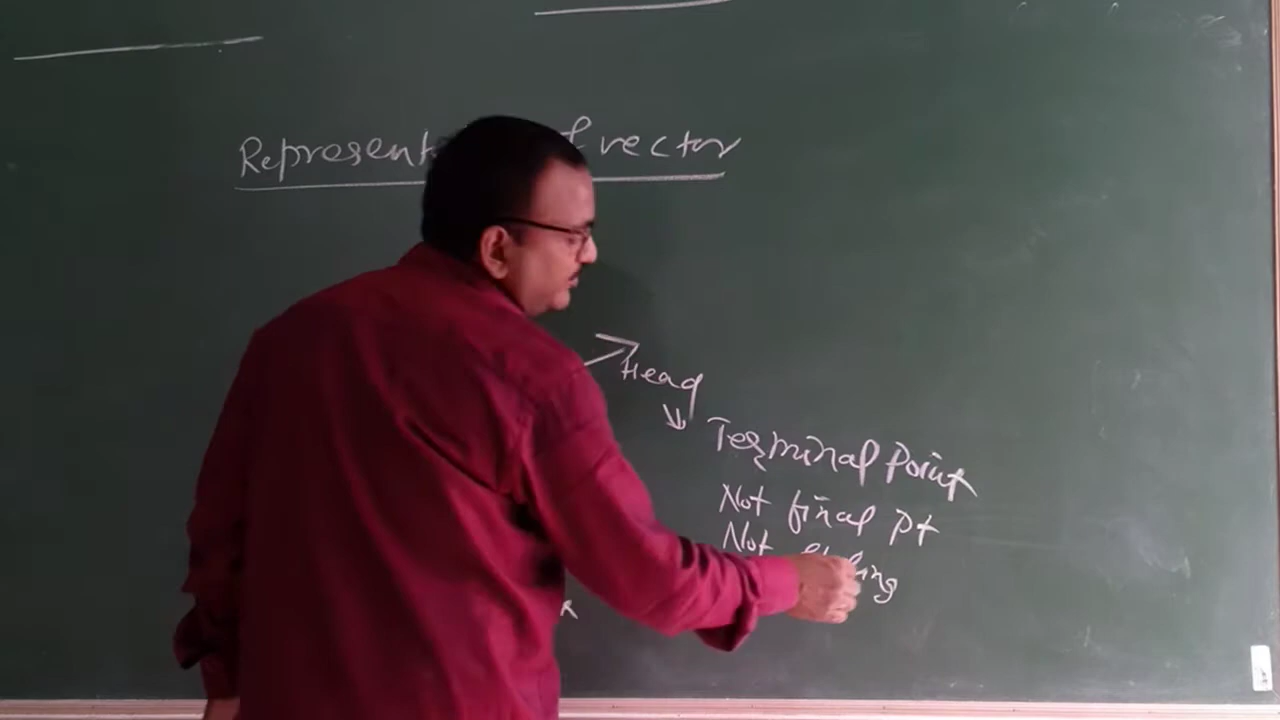 Represent f vector
Head
Terminal Point
Not final pt
Not